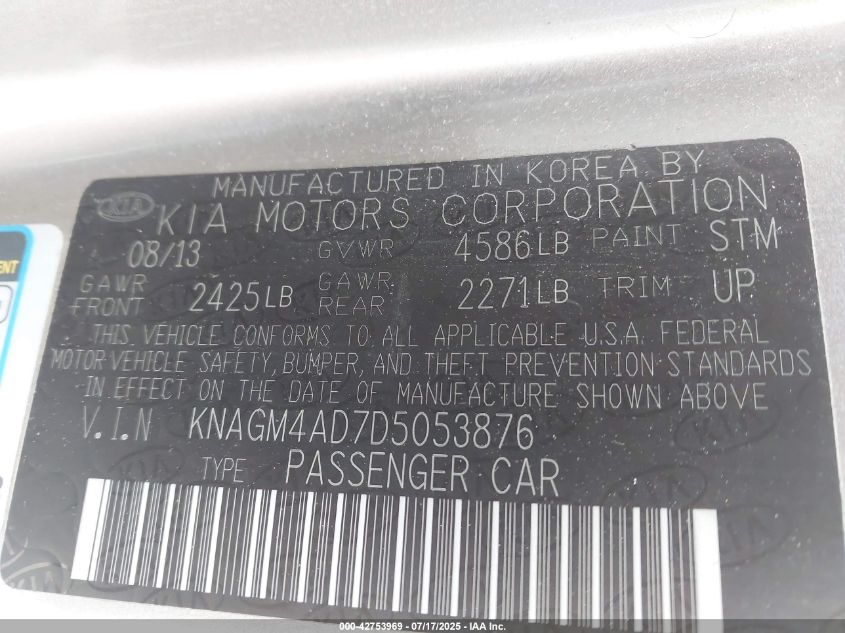 MANUFACTURED IN KOREA BY
KIA KIA MOTORS CORPORATION
08/13 GVWR 4586LB PAINT STM
GAWR FRONT 2425LB GAWR REAR 2271LB TRIM UP
THIS VEHICLE CONFORMS TO ALL APPLICABLE U.S.A. FEDERAL
MOTOR VEHICLE SAFETY, BUMPER, AND THEFT PREVENTION STANDARDS
IN EFFECT ON THE DATE OF MANUFACTURE SHOWN ABOVE
V.I.N KNAGM4AD7D5053876
TYPE PASSENGER CAR
000-42753969 - 07/17/2025 - IAA Inc.